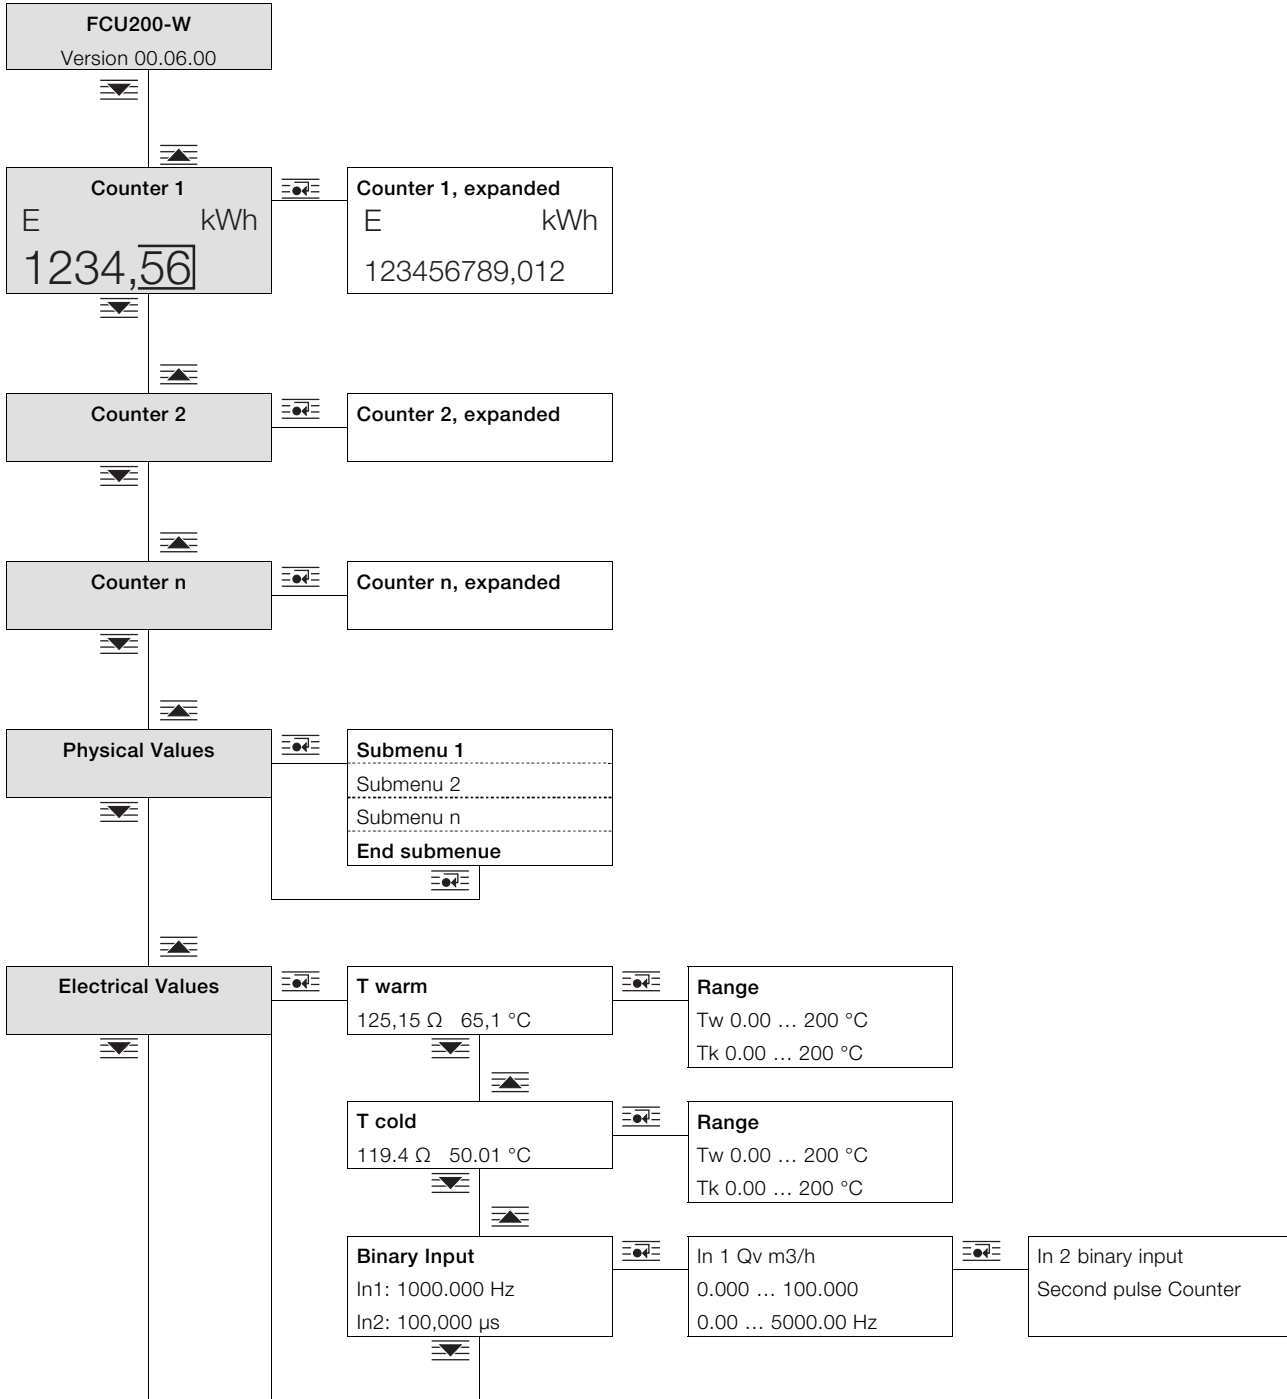 FCU200-W
Version 00.06.00
Counter 1
E kWh
1234,56
Counter 1, expanded
E kWh
123456789,012
Counter 2
Counter 2, expanded
Counter n
Counter n, expanded
Physical Values
Submenu 1
Submenu 2
Submenu n
End submenue
Electrical Values
T warm
125,15 Ω 65,1 °C
Range
Tw 0.00 … 200 °C
Tk 0.00 … 200 °C
T cold
119.4 Ω 50.01 °C
Range
Tw 0.00 … 200 °C
Tk 0.00 … 200 °C
Binary Input
In1: 1000.000 Hz
In2: 100,000 µs
In 1 Qv m3/h
0.000 … 100.000
0.00 … 5000.00 Hz
In 2 binary input
Second pulse Counter